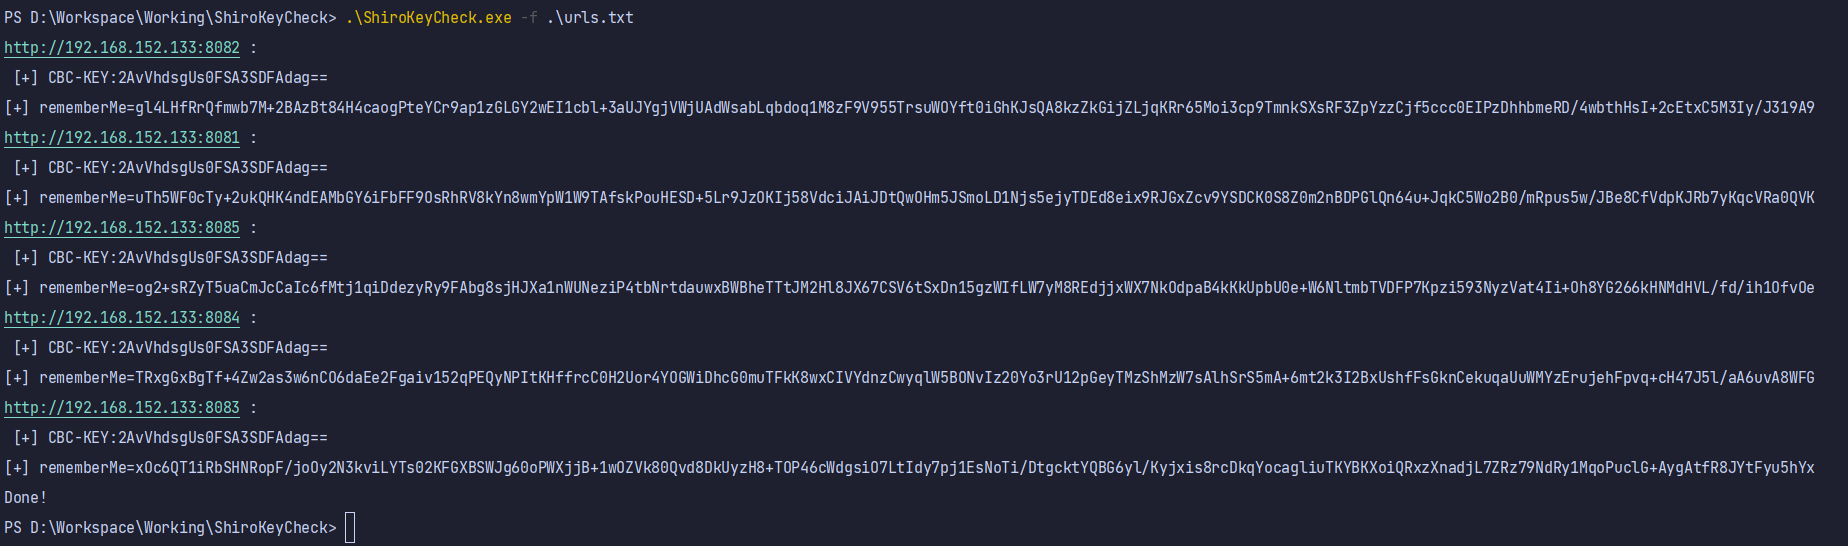 PS D:\Workspace\Working\ShiroKeyCheck> .\ShiroKeyCheck.exe -f .\urls.txt
http://192.168.152.133:8082 :
[+] CBC-KEY:2AvVhdsgUs0FSA3SDFAdag==
[+] rememberMe=gl4LHfRrQfmwb7M+2BAzBt84H4caogPteYCr9ap1zGLGY2wEI1cbl+3aUJYgjVWjUAdWsabLqbdoq1M8zF9V955TrsuWOYft0iGhKJsQA8kzZkGijZLjqKRr65Moi3cp9TmnkSXsRF3ZpYzzCjf5ccc0EIPzDhhbmeRD/4wbthHsI+2cEtxC5M3Iy/J319A9
http://192.168.152.133:8081 :
[+] CBC-KEY:2AvVhdsgUs0FSA3SDFAdag==
[+] rememberMe=uTh5WF0cTy+2ukQHK4ndEAMbGY6iFbFF9OsRhRV8kYn8wmYpW1W9TAfskPouHESD+5Lr9JzOKIj58VdciJAiJDtQwOHm5JSmoLD1Njs5ejyTDEd8eix9RJGxZcv9YSDCK0S8Z0m2nBDPGlQn64u+JqkC5Wo2B0/mRpus5w/JBe8CfVdpKJRb7yKqcVRa0QVK
http://192.168.152.133:8085 :
[+] CBC-KEY:2AvVhdsgUs0FSA3SDFAdag==
[+] rememberMe=og2+sRZyT5uaCmJcCaIc6fMtj1qiDdezyRy9FAbg8sjHJXa1nWUNeziP4tbNrtdauwxBWBheTTtJM2Hl8JX67CSV6tSxDn15gzWIfLW7yM8REdjjxWX7NkOdpaB4kKkUpbU0e+W6NltmbTVDFP7Kpzi593NyzVat4Ii+Oh8YG266kHNMdHVL/fd/ih1OfvOe
http://192.168.152.133:8084 :
[+] CBC-KEY:2AvVhdsgUs0FSA3SDFAdag==
[+] rememberMe=TRxgGxBgTf+4Zw2as3w6nCO6daEe2Fgaiv152qPEQyNPItKHffrcC0H2Uor4YOGWiDhcG0muTFkK8wxCIVYdnzCwyqlW5BONvIz20Yo3rU12pGeyTMzShMzW7sAlhSrS5mA+6mt2k3I2BxUshfFsGknCekuqaUuWMYzErujehFpvq+cH47J5l/aA6uvA8WFG
http://192.168.152.133:8083 :
[+] CBC-KEY:2AvVhdsgUs0FSA3SDFAdag==
[+] rememberMe=xOc6QT1iRbSHNRopF/joOy2N3kviLYTs02KFGXBSWJg60oPWXjjB+1wOZVk80Qvd8DkUyzH8+TOP46cWdgsiO7LtIdy7pj1EsNoTi/DtgcktYQBG6yl/Kyjxis8rcDkqYocagliuTKYBKXoiQRxzXnadjL7ZRz79NdRy1MqoPuclG+AygAtfR8JYtFyu5hYx
Done!
PS D:\Workspace\Working\ShiroKeyCheck>